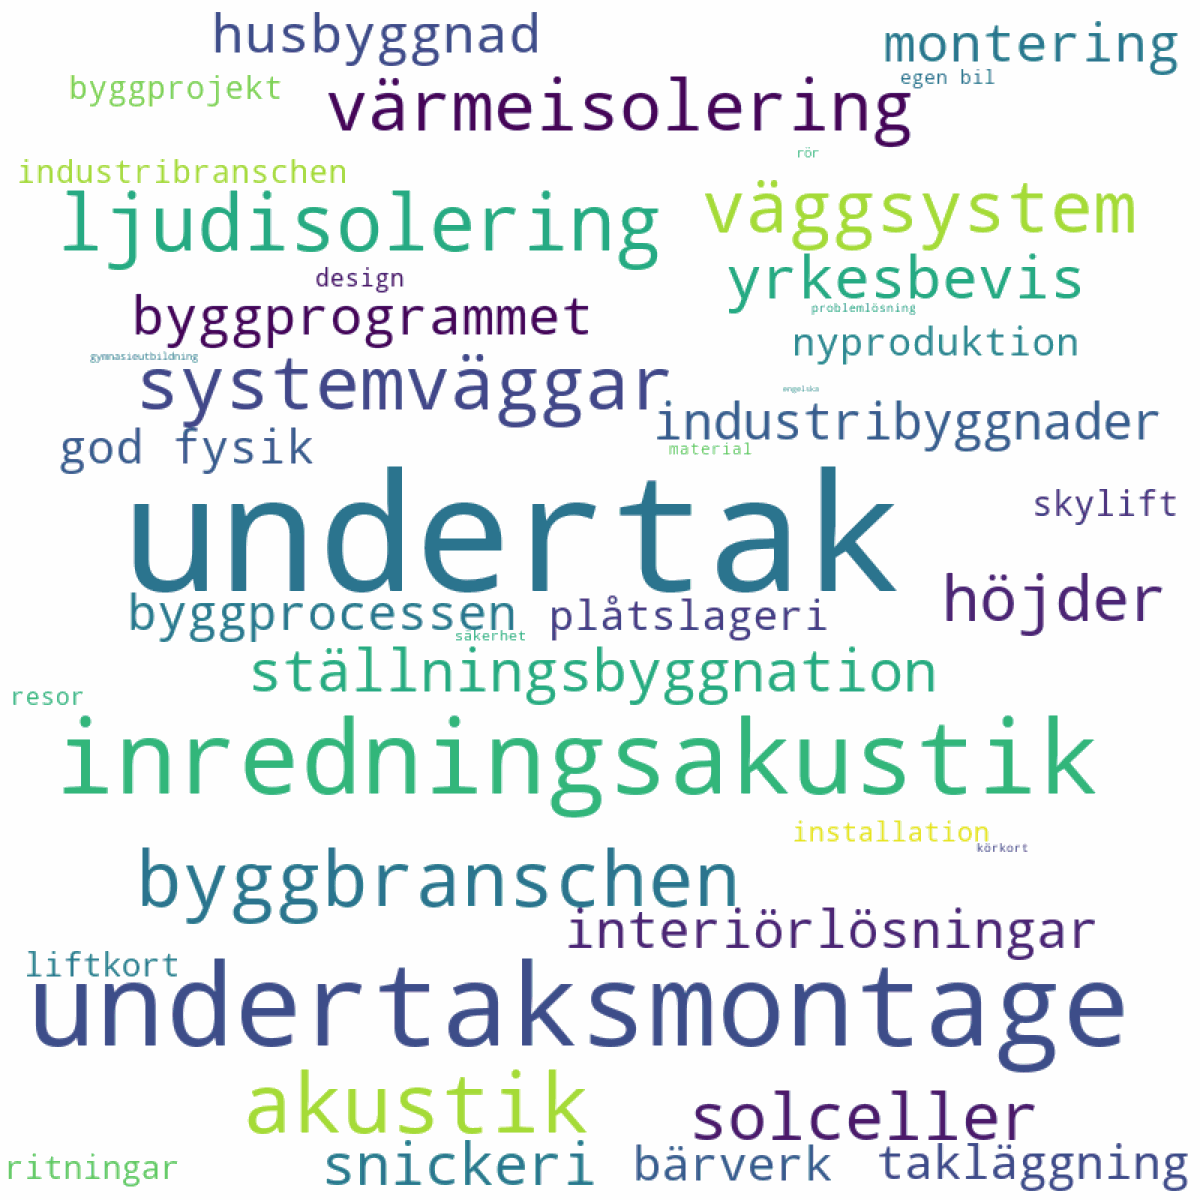 husbyggnad
montering
egen bil
byggprojekt
värmeisolering
rör
industribranschen
ljudisolering
väggsystem
design
yrkesbevis
byggprogrammet
problemlösning
nyproduktion
gymnasieutbildning
systemväggar
engelska
industribyggnader
god fysik
material
undertak
skylift
höjder
byggprocessen
plåtslageri
säkerhet
ställningsbyggnation
resor
inredningsakustik
installation
körkort
byggbranschen
interiörlösningar
liftkort
undertaksmontage
akustik
solceller
ritningar
snickeri
bärverk
takläggning